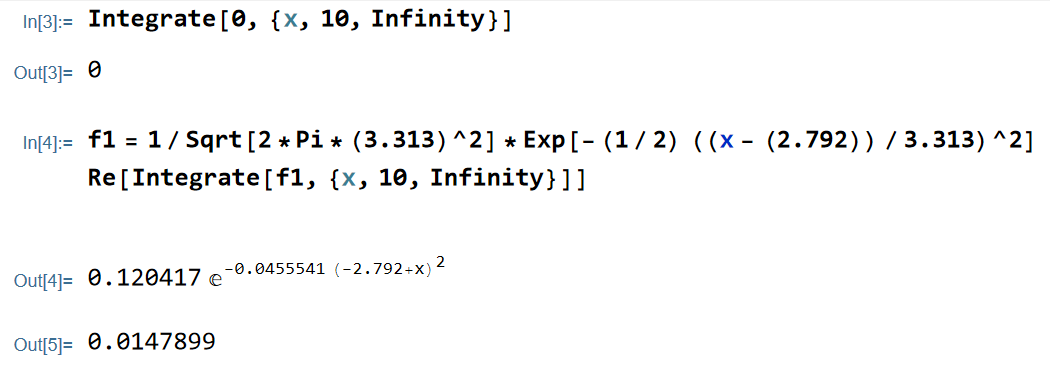 In[3]:= Integrate[0, {x, 10, Infinity}]
Out[3]= 0
In[4]:= f1 = 1 / Sqrt[2 * Pi * (3.313) ^2] * Exp[- (1 / 2) ((x - (2.792)) / 3.313) ^2]
Re[Integrate[f1, {x, 10, Infinity}]]
Out[4]= 0.120417 ⅇ^-0.0455541 (-2.792+x)^2
Out[5]= 0.0147899